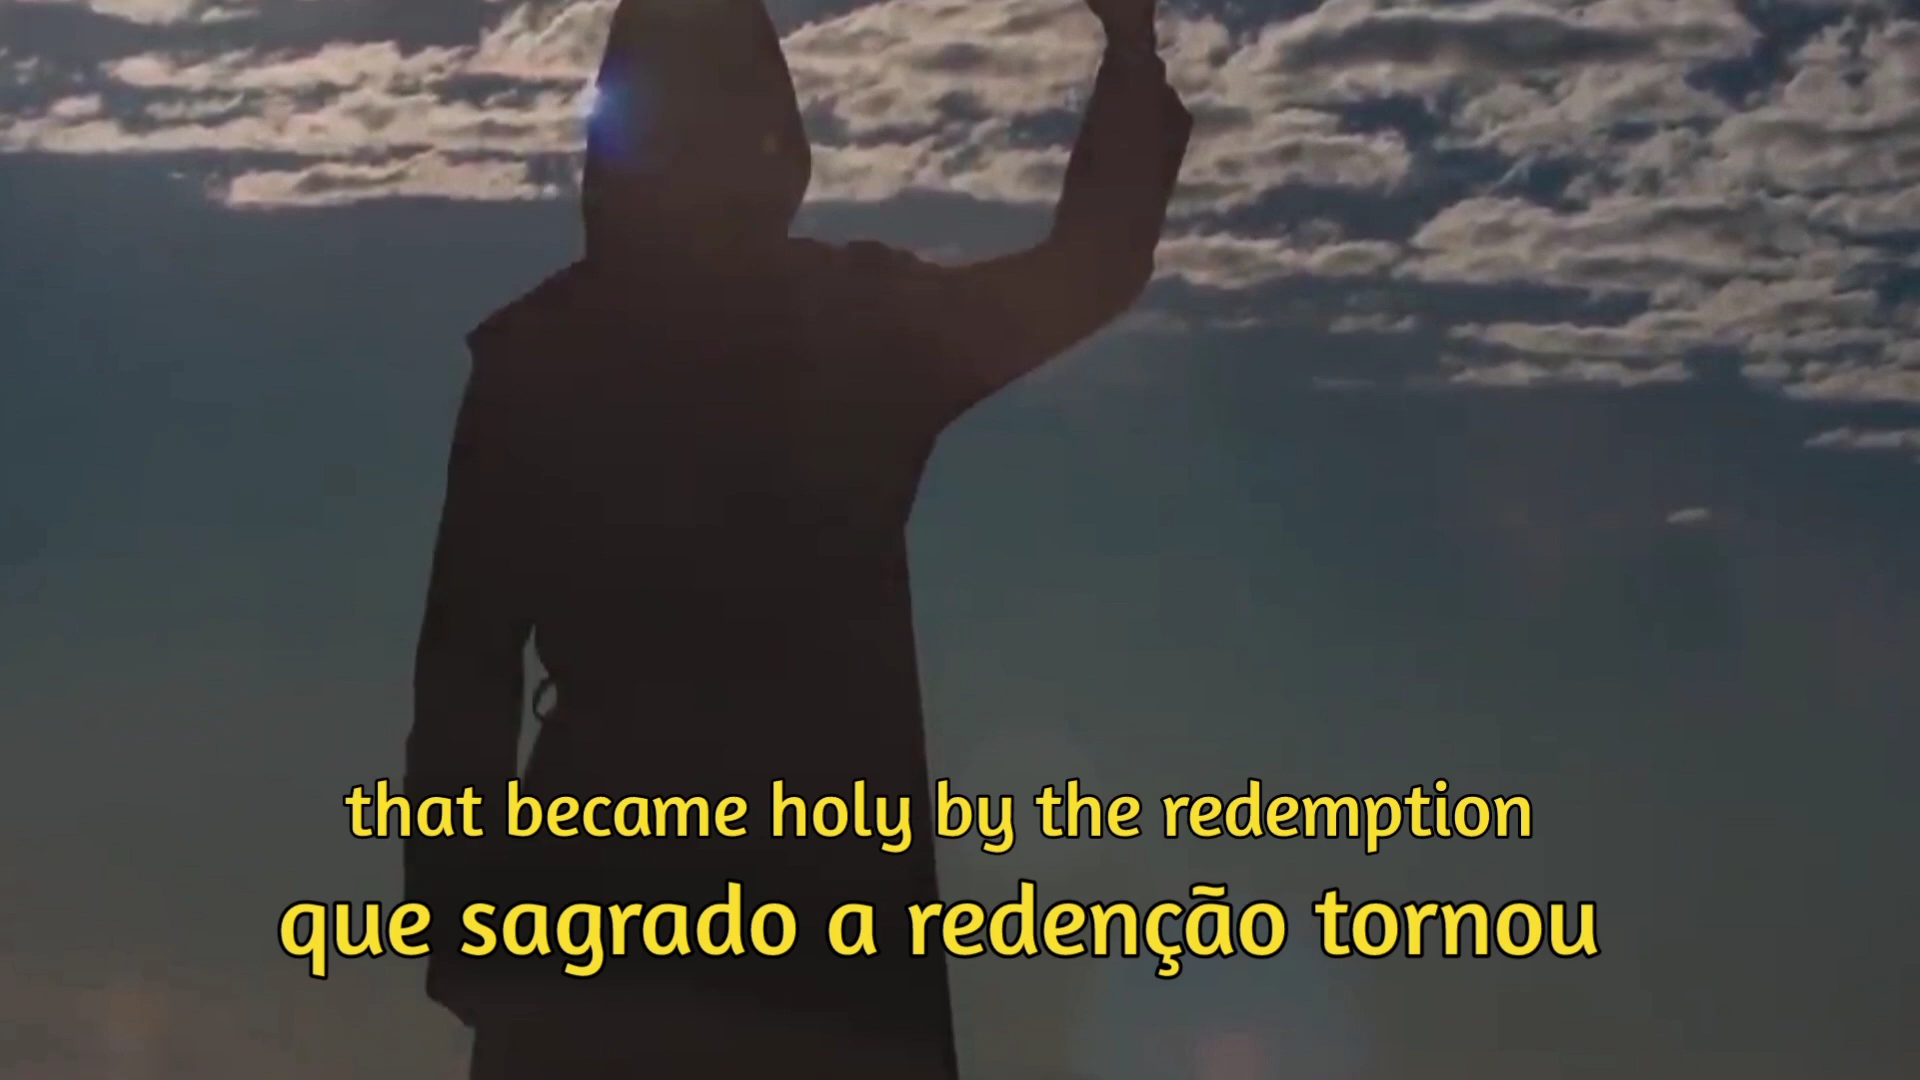 that became holy by the redemption
que sagrado a redenção tornou